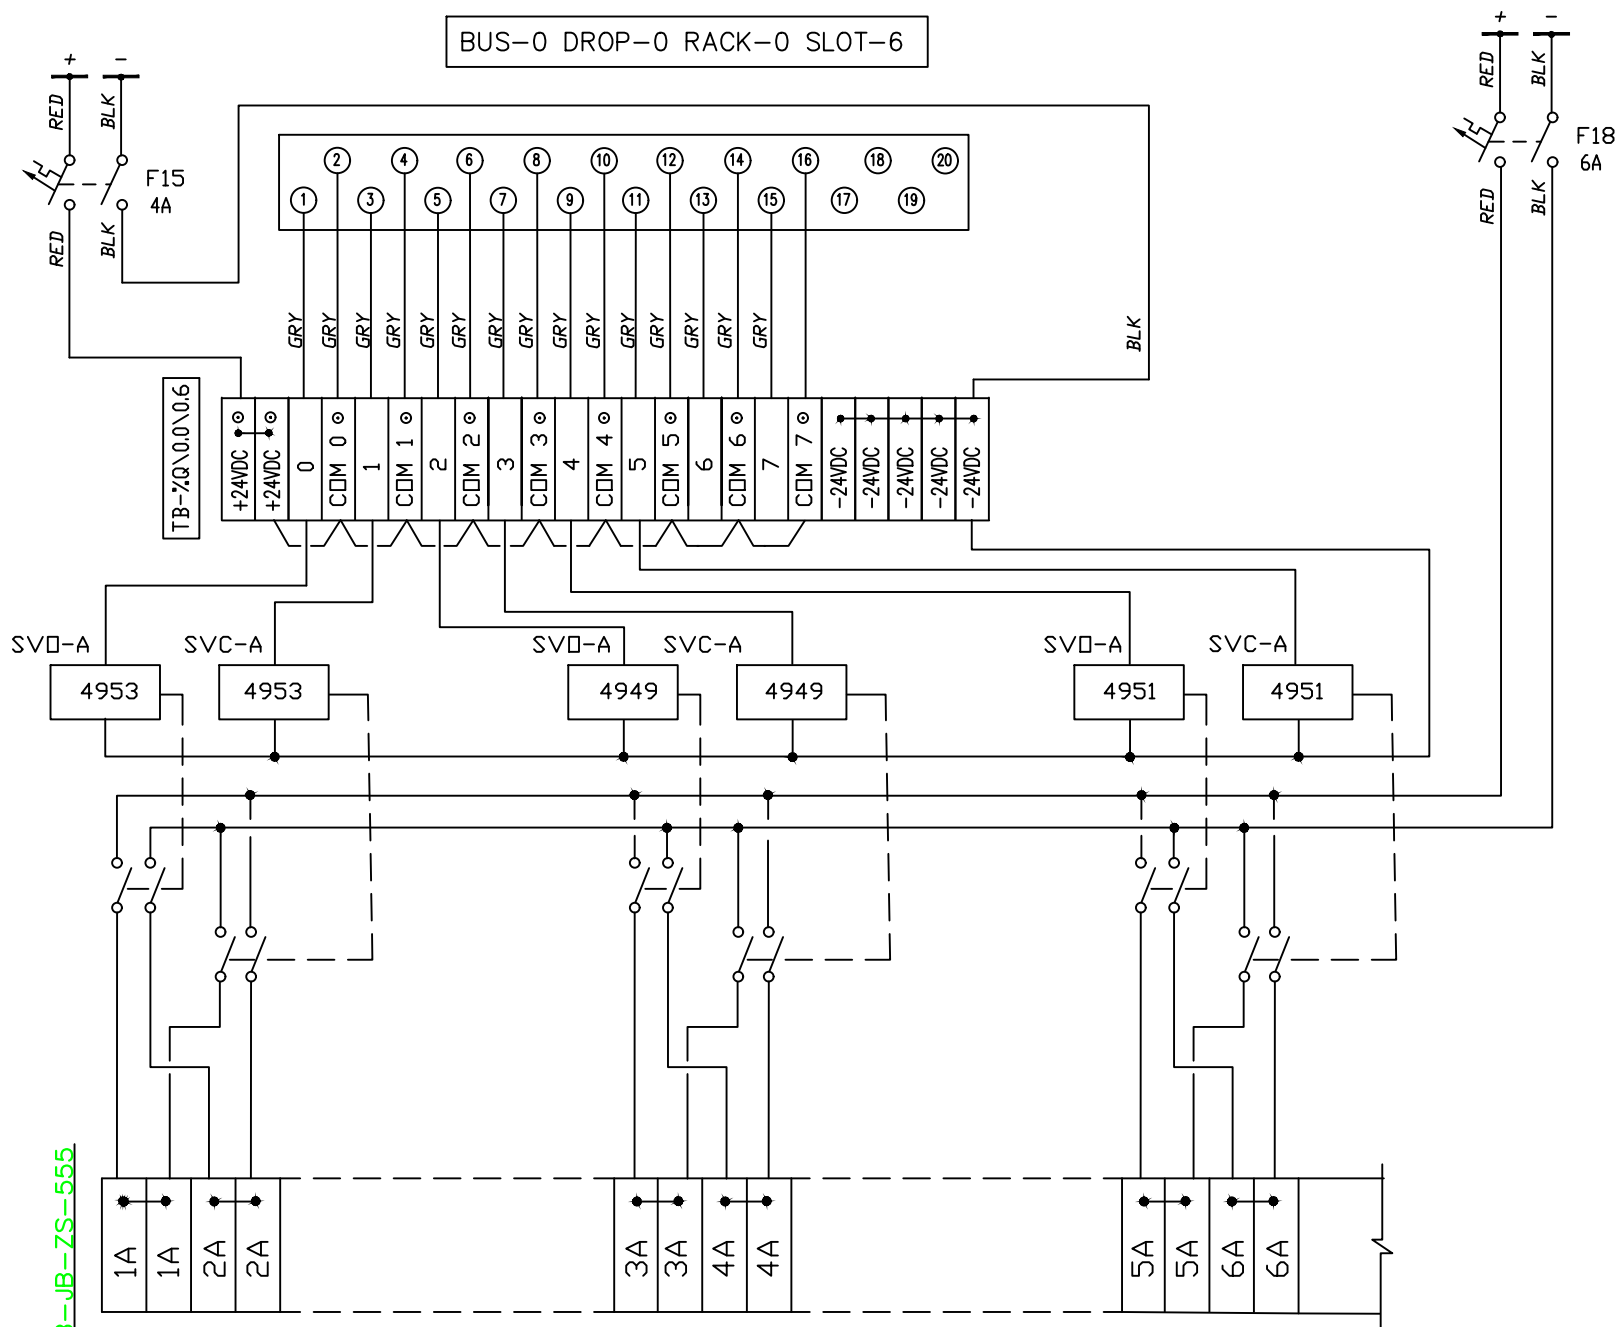 BUS-0 DROP-0 RACK-0 SLOT-6
+ -
RED BLK
F15
4A
RED BLK
+ -
RED BLK
F18
6A
RED BLK
2 4 6 8 10 12 14 16 18 20
1 3 5 7 9 11 13 15 17 19
GRY GRY GRY GRY GRY GRY GRY GRY GRY GRY GRY GRY GRY GRY GRY
BLK
TB-%Q\0.0\0.6
+24VDC
+24VDC
0
COM 0
1
COM 1
2
COM 2
3
COM 3
4
COM 4
5
COM 5
6
COM 6
7
COM 7
-24VDC
-24VDC
-24VDC
-24VDC
-24VDC
SVO-A SVC-A SVO-A SVC-A SVO-A SVC-A
4953 4953 4949 4949 4951 4951
-JB-ZS-555
1A 1A 2A 2A 3A 3A 4A 4A 5A 5A 6A 6A